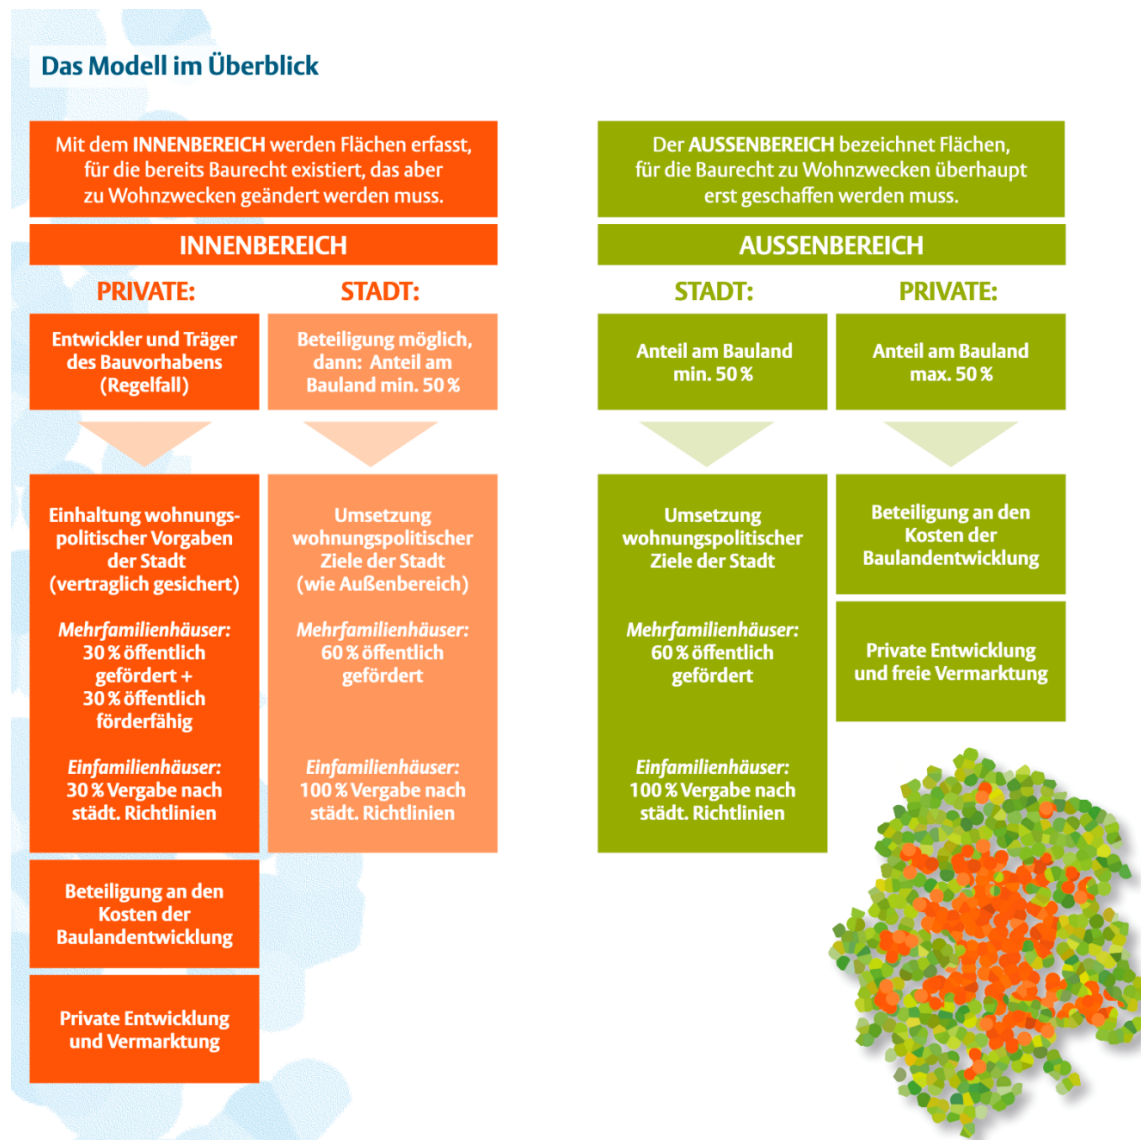 Das Modell im Überblick
Mit dem INNENBEREICH werden Flächen erfasst,
für die bereits Baurecht existiert, das aber
zu Wohnzwecken geändert werden muss.
INNENBEREICH
PRIVATE:
Entwickler und Träger
des Bauvorhabens
(Regelfall)
Einhaltung wohnungs-
politischer Vorgaben
der Stadt
(vertraglich gesichert)
Mehrfamilienhäuser:
30 % öffentlich
gefördert +
30 % öffentlich
förderfähig
Einfamilienhäuser:
30 % Vergabe nach
städt. Richtlinien
Beteiligung an den
Kosten der
Baulandentwicklung
Private Entwicklung
und Vermarktung
STADT:
Beteiligung möglich,
dann: Anteil am
Bauland min. 50 %
Umsetzung
wohnungspolitischer
Ziele der Stadt
(wie Außenbereich)
Mehrfamilienhäuser:
60 % öffentlich
gefördert
Einfamilienhäuser:
100 % Vergabe nach
städt. Richtlinien
Der AUSSENBEREICH bezeichnet Flächen,
für die Baurecht zu Wohnzwecken überhaupt
erst geschaffen werden muss.
AUSSENBEREICH
STADT:
Anteil am Bauland
min. 50 %
Umsetzung
wohnungspolitischer
Ziele der Stadt
Mehrfamilienhäuser:
60 % öffentlich
gefördert
Einfamilienhäuser:
100 % Vergabe nach
städt. Richtlinien
PRIVATE:
Anteil am Bauland
max. 50 %
Beteiligung an den
Kosten der
Baulandentwicklung
Private Entwicklung
und freie Vermarktung